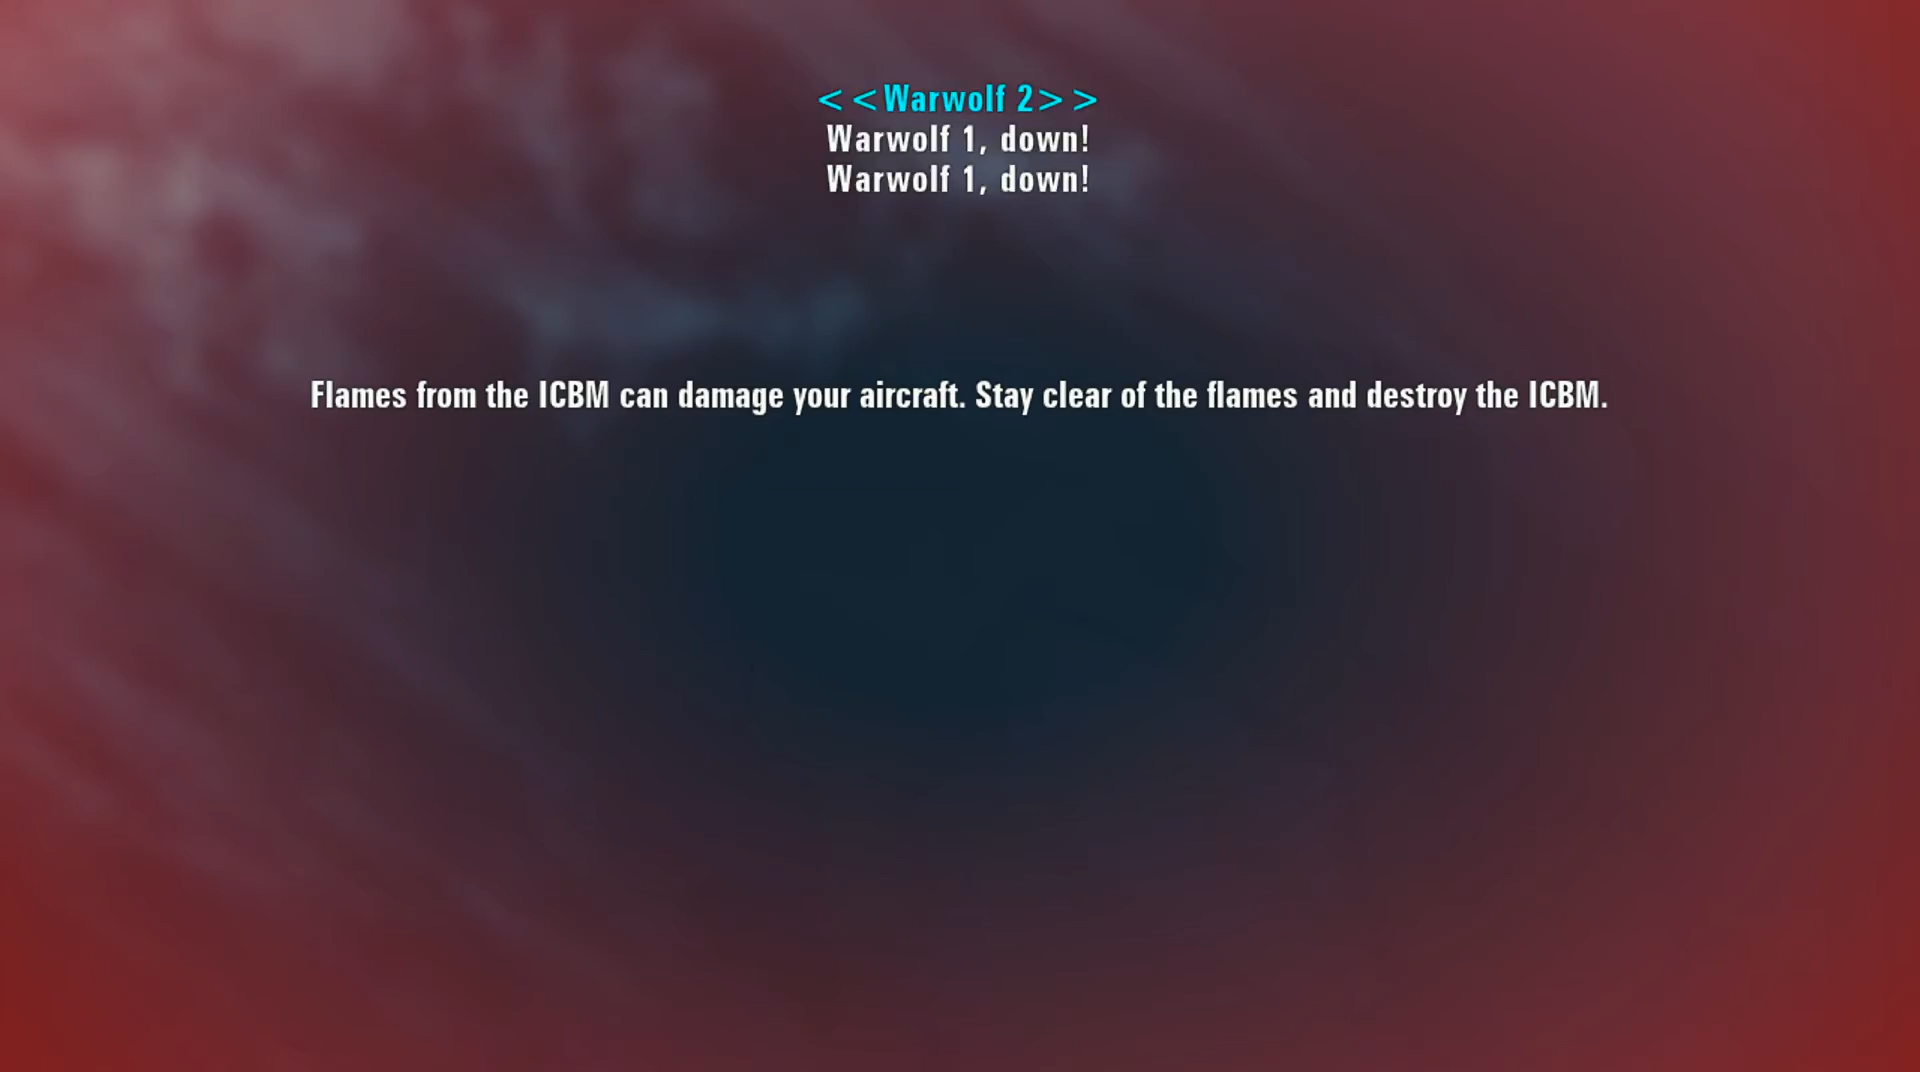 <<Warwolf 2>>
Warwolf 1, down!
Warwolf 1, down!
Flames from the ICBM can damage your aircraft. Stay clear of the flames and destroy the ICBM.